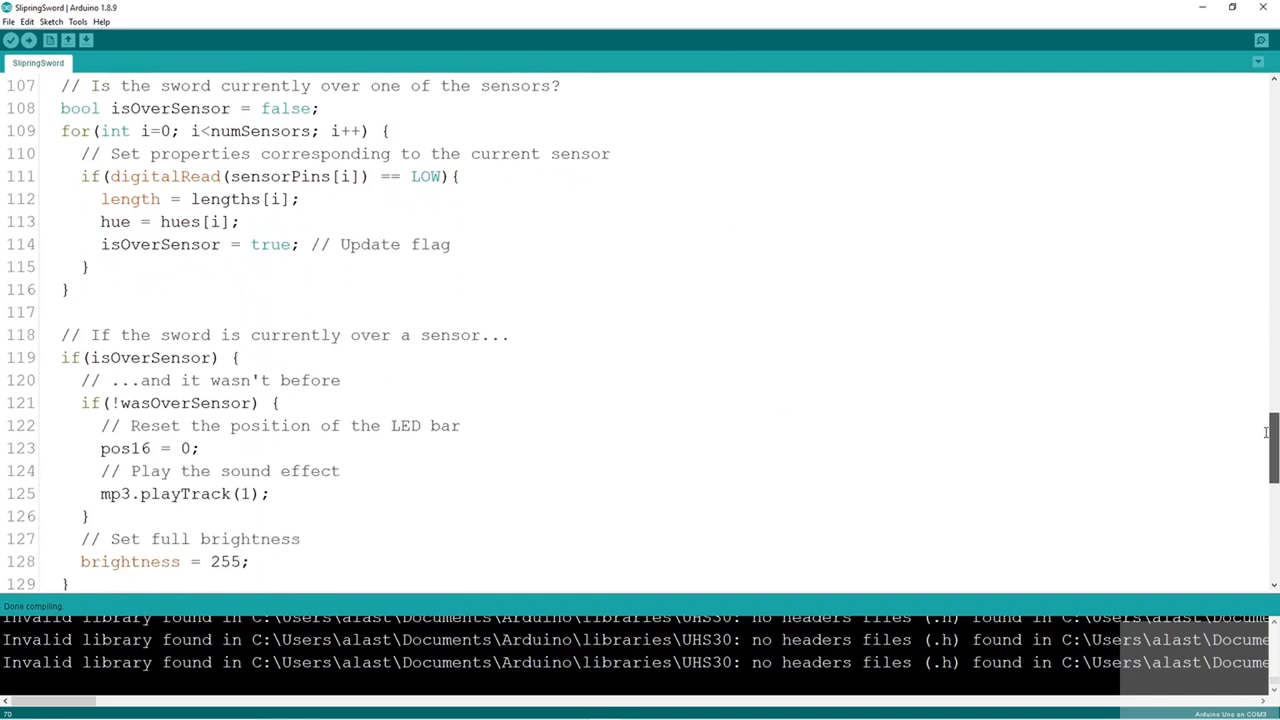 SlipringSword | Arduino 1.8.9
File Edit Sketch Tools Help
SlipringSword
107 // Is the sword currently over one of the sensors?
108 bool isOverSensor = false;
109 for(int i=0; i<numSensors; i++) {
110 // Set properties corresponding to the current sensor
111 if(digitalRead(sensorPins[i]) == LOW){
112 length = lengths[i];
113 hue = hues[i];
114 isOverSensor = true; // Update flag
115 }
116 }
117
118 // If the sword is currently over a sensor...
119 if(isOverSensor) {
120 // ...and it wasn't before
121 if(!wasOverSensor) {
122 // Reset the position of the LED bar
123 pos16 = 0;
124 // Play the sound effect
125 mp3.playTrack(1);
126 }
127 // Set full brightness
128 brightness = 255;
129 }
Done compiling.
Invalid library found in C:\Users\alast\Documents\Arduino\libraries\UHS30: no headers files (.h) found in C:\Users\alast\Docume
Invalid library found in C:\Users\alast\Documents\Arduino\libraries\UHS30: no headers files (.h) found in C:\Users\alast\Docume
Invalid library found in C:\Users\alast\Documents\Arduino\libraries\UHS30: no headers files (.h) found in C:\Users\alast\Docume
70 Arduino Uno on COM3